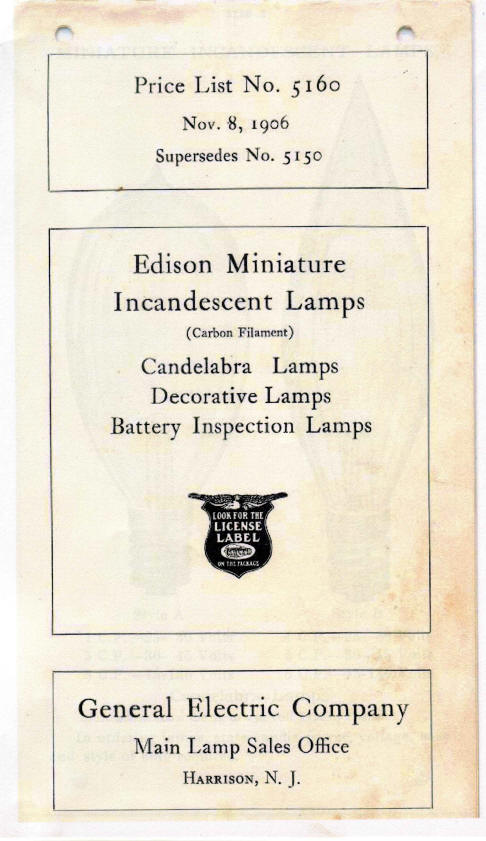 Price List No. 5160
Nov. 8, 1906
Supersedes No. 5150
Edison Miniature
Incandescent Lamps
(Carbon Filament)
Candelabra Lamps
Decorative Lamps
Battery Inspection Lamps
LOOK FOR THE
LICENSE
LABEL
ON THE PACKAGE
General Electric Company
Main Lamp Sales Office
Harrison, N. J.